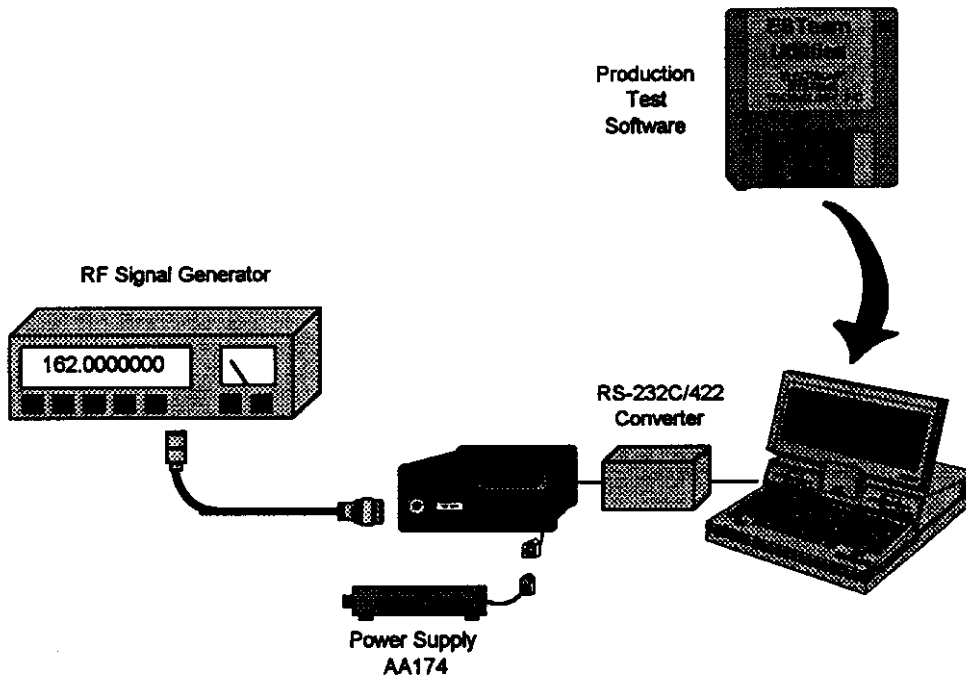 Production
Test
Software
RF Signal Generator
162.0000000
RS-232C/422
Converter
Power Supply
AA174